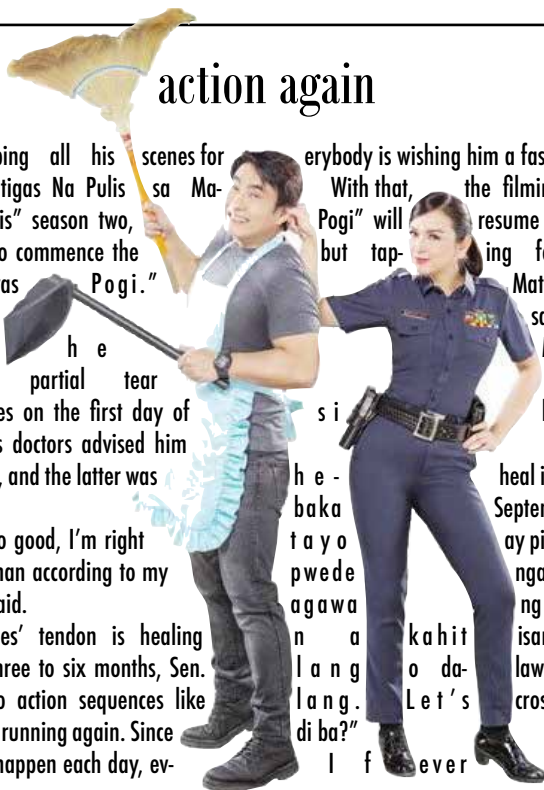 action again
ping all his scenes for
tigas Na Pulis sa Ma-
is” season two,
o commence the
as Pogi.”
h e
partial tear
es on the first day of
s doctors advised him
, and the latter was
o good, I’m right
nan according to my
aid.
es’ tendon is healing
hree to six months, Sen.
o action sequences like
running again. Since
happen each day, ev-
erybody is wishing him a fas
With that, the filmin
Pogi” will resume
but tap- ing fo
Mat
sc
s i
h e - heal i
baka Septem
t a y o ay pi
pwede nga
agawa ng
n a kahit isan
l a n g o da- law
l a n g . L e t ’ s cros
di ba?”
I f ever